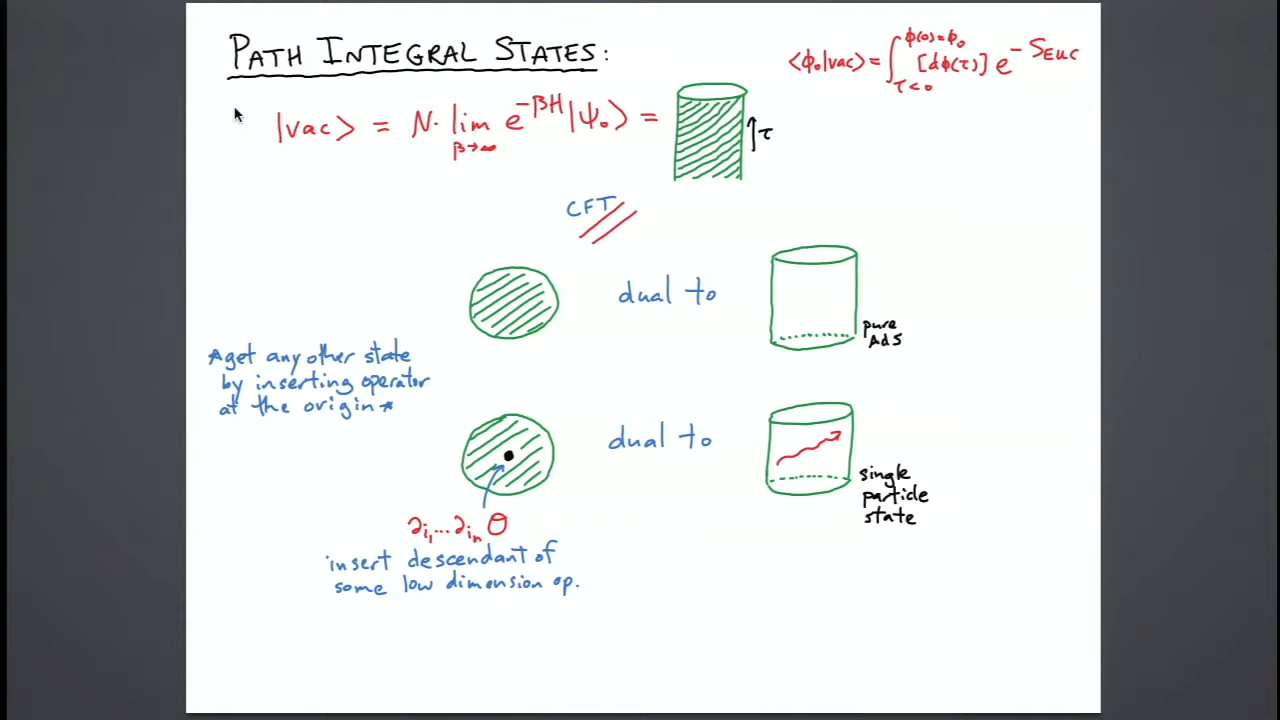 PATH INTEGRAL STATES:
⟨φ₀|vac⟩ = ∫_{τ<0}^{φ(0)=φ₀} [dφ(τ)] e^{-S_{Euc}}
|vac⟩ = N· lim_{β→∞} e^{-βH} |Ψ₀⟩ =
τ
CFT
dual to
pure
AdS
*get any other state
by inserting operator
at the origin*
dual to
single
particle
state
∂_{i₁}...∂_{iₙ} O
insert descendant of
some low dimension op.